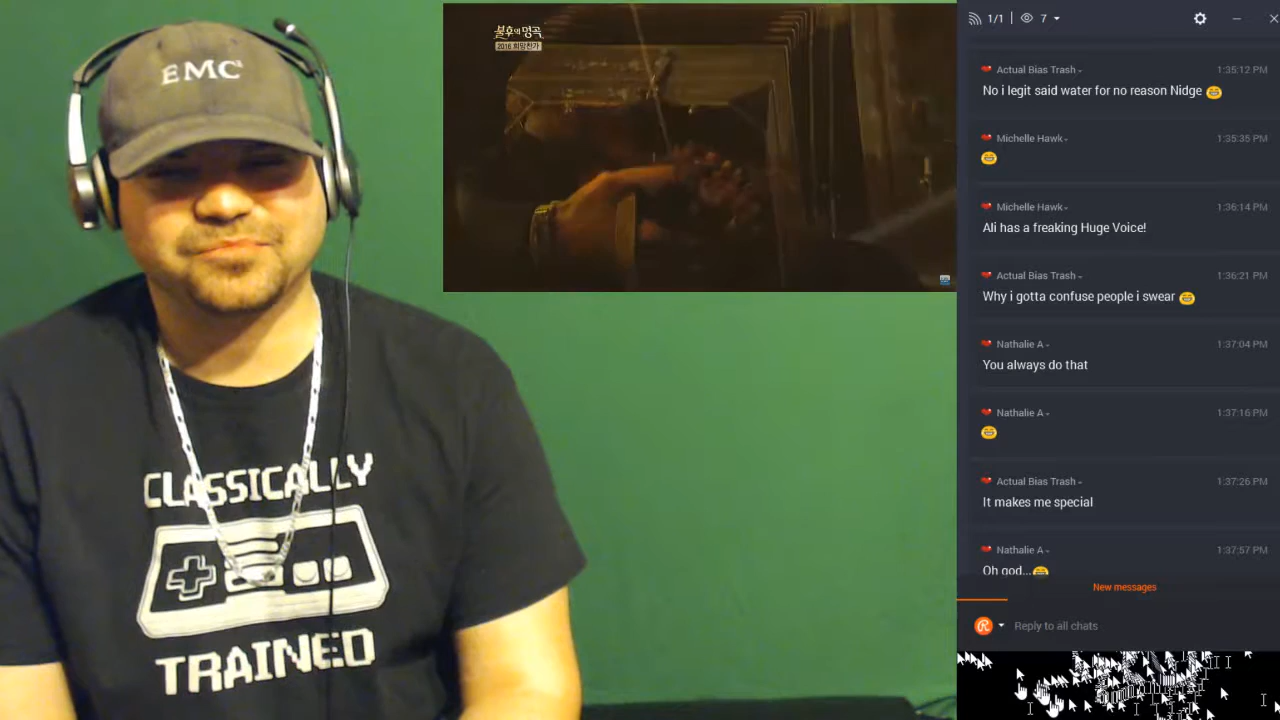 EMC²
CLASSICALLY
TRAINED
불후의 명곡
2016 희망찬가
1/1
7
Actual Bias Trash
1:35:12 PM
No i legit said water for no reason Nidge 😂
Michelle Hawk
1:35:35 PM
😂
Michelle Hawk
1:36:14 PM
Ali has a freaking Huge Voice!
Actual Bias Trash
1:36:21 PM
Why i gotta confuse people i swear 😂
Nathalie A
1:37:04 PM
You always do that
Nathalie A
1:37:16 PM
😂
Actual Bias Trash
1:37:26 PM
It makes me special
Nathalie A
1:37:57 PM
Oh god...😂
New messages
Reply to all chats